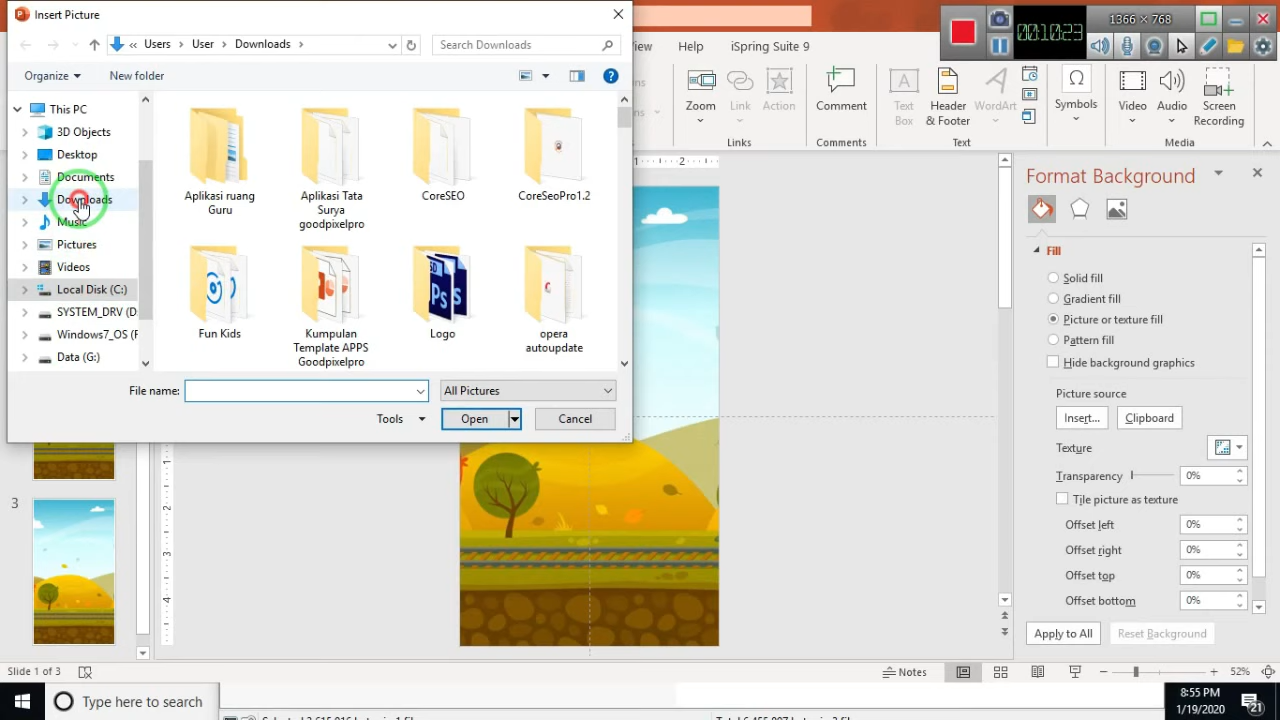 Insert Picture
Users
User
Downloads
Search Downloads
Organize
New folder
This PC
3D Objects
Desktop
Documents
Downloads
Music
Pictures
Videos
Local Disk (C:)
SYSTEM_DRV (D
Windows7_OS (F
Data (G:)
Aplikasi ruang
Guru
Aplikasi Tata
Surya
goodpixelpro
CoreSEO
CoreSeoPro1.2
Fun Kids
Kumpulan
Template APPS
Goodpixelpro
Logo
opera
autoupdate
File name:
All Pictures
Tools
Open
Cancel
View
Help
iSpring Suite 9
00:10:23
1366 × 768
Zoom
Link
Action
Links
Comment
Comments
Text
Box
Header
& Footer
WordArt
Text
Symbols
Video
Audio
Screen
Recording
Media
Format Background
Fill
Solid fill
Gradient fill
Picture or texture fill
Pattern fill
Hide background graphics
Picture source
Insert...
Clipboard
Texture
Transparency
0%
Tile picture as texture
Offset left
0%
Offset right
0%
Offset top
0%
Offset bottom
0%
Apply to All
Reset Background
3
Slide 1 of 3
Notes
52%
Type here to search
8:55 PM
1/19/2020
21